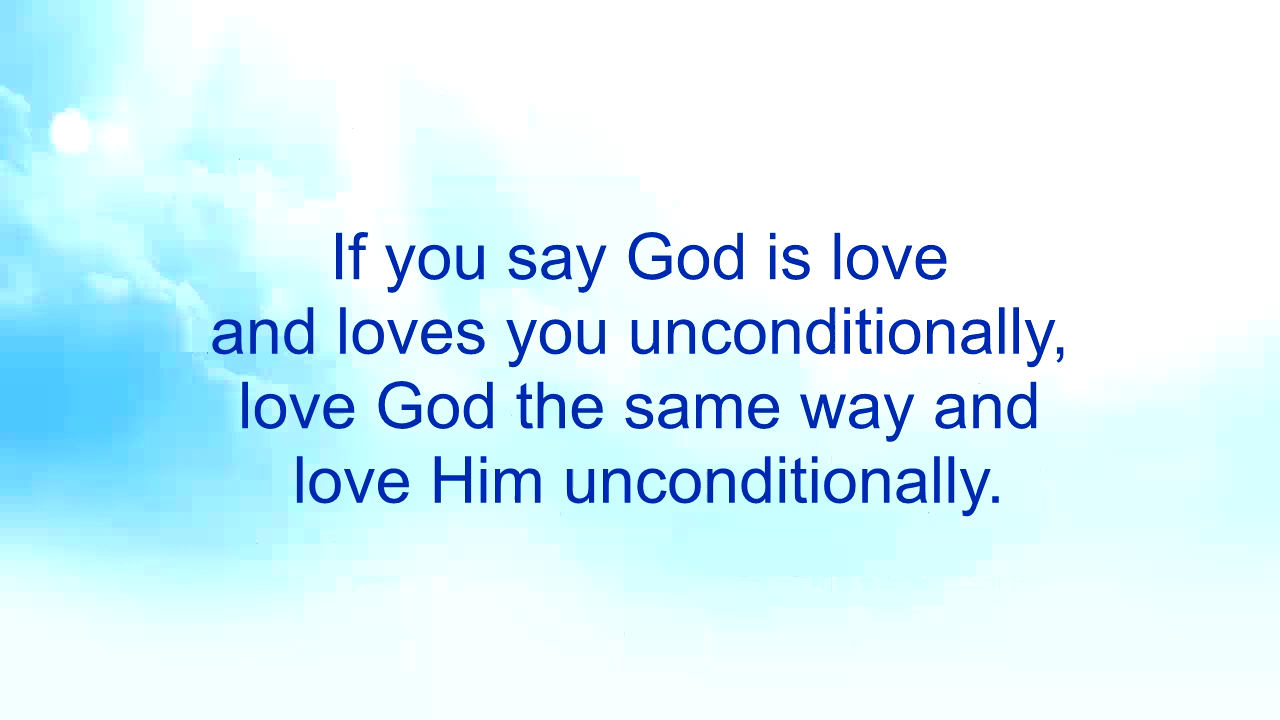 If you say God is love
and loves you unconditionally,
love God the same way and
love Him unconditionally.